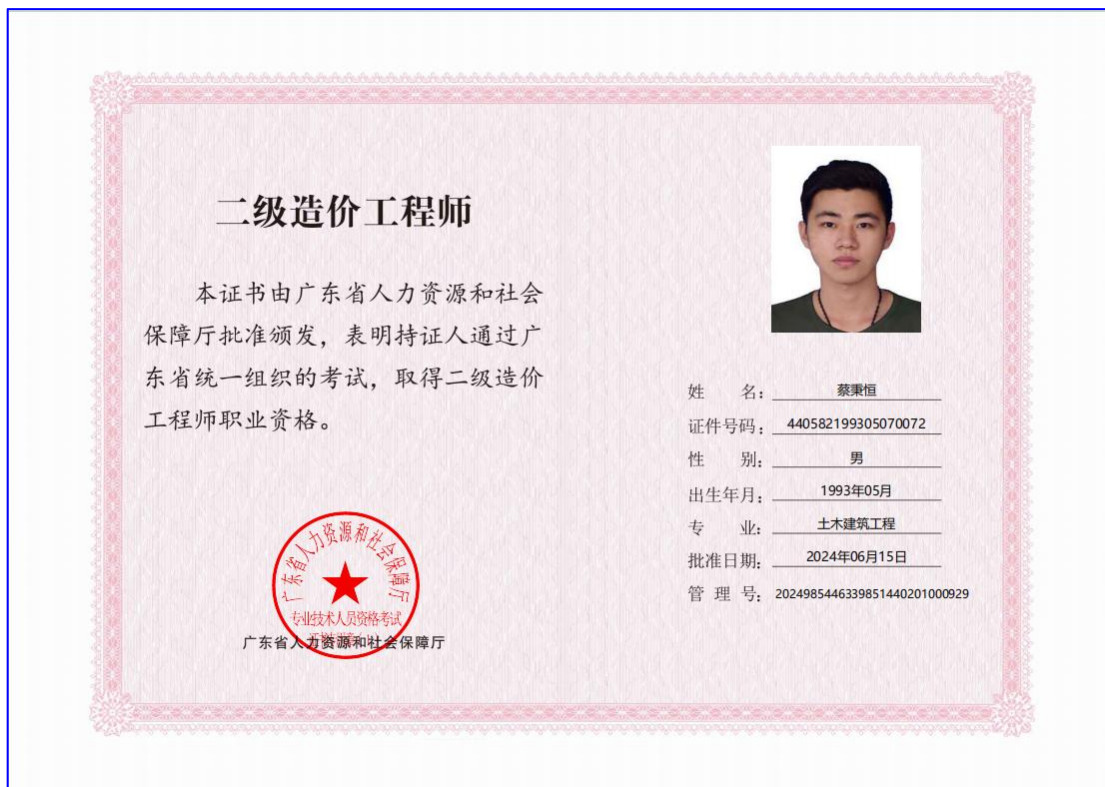 二级造价工程师
本证书由广东省人力资源和社会
保障厅批准颁发，表明持证人通过广
东省统一组织的考试，取得二级造价
工程师职业资格。
广东省人力资源和社会保障厅
专业技术人员资格考试
广东省人力资源和社会保障厅
姓 名： 蔡秉恒
证件号码： 440582199305070072
性 别： 男
出生年月： 1993年05月
专 业： 土木建筑工程
批准日期： 2024年06月15日
管 理 号： 2024985446339851440201000929